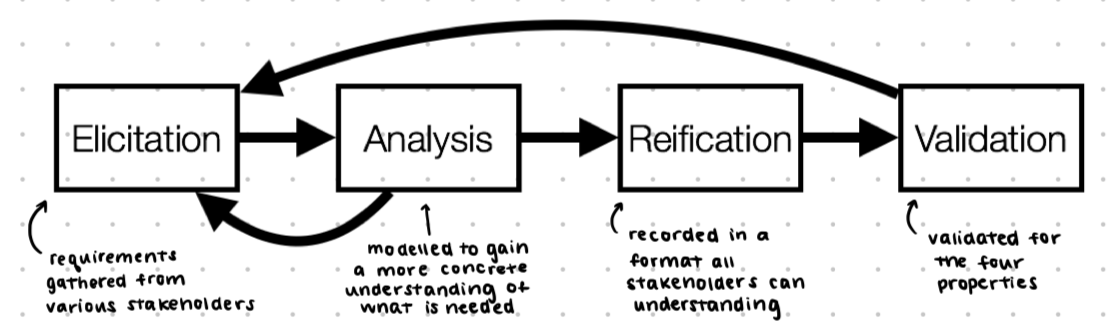 Elicitation
Analysis
Reification
Validation
requirements
gathered from
various stakeholders
modelled to gain
a more concrete
understanding of
what is needed
recorded in a
format all
stakeholders can
understanding
validated for
the four
properties